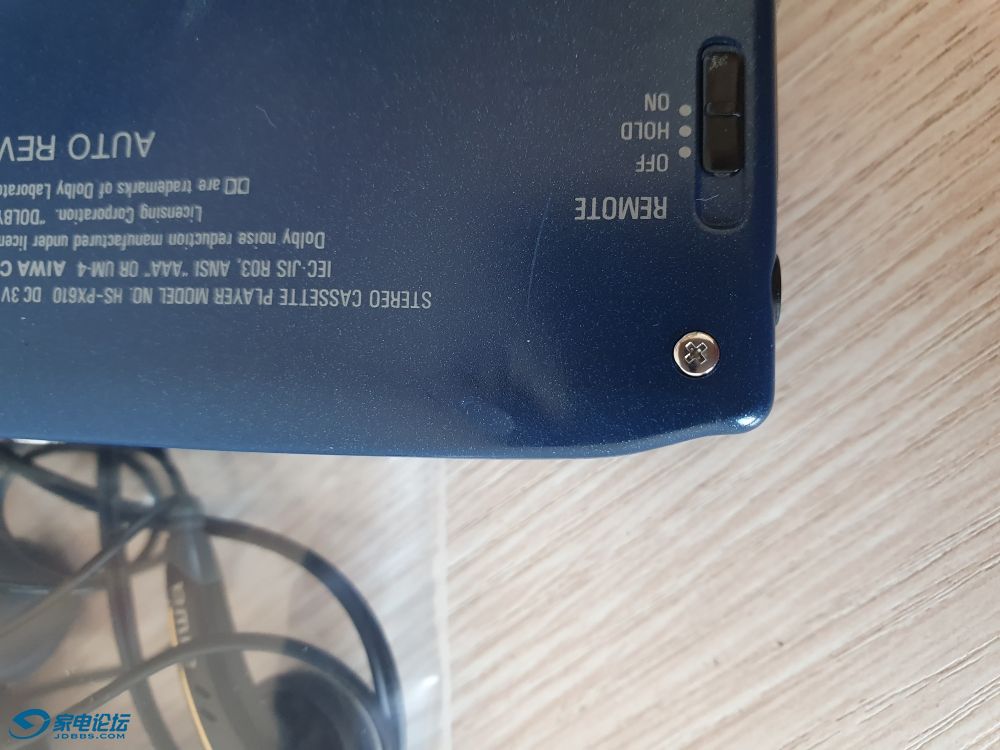 STEREO CASSETTE PLAYER MODEL NO. HS-PX610 DC 3V
IEC-JIS R03, ANSI "AAA" OR UM-4 AIWA C
Dolby noise reduction manufactured under licen
Licensing Corporation. "DOLBY
are trademarks of Dolby Laborato
AUTO REV
REMOTE
OFF
HOLD
ON
家电论坛
JDBBS.COM